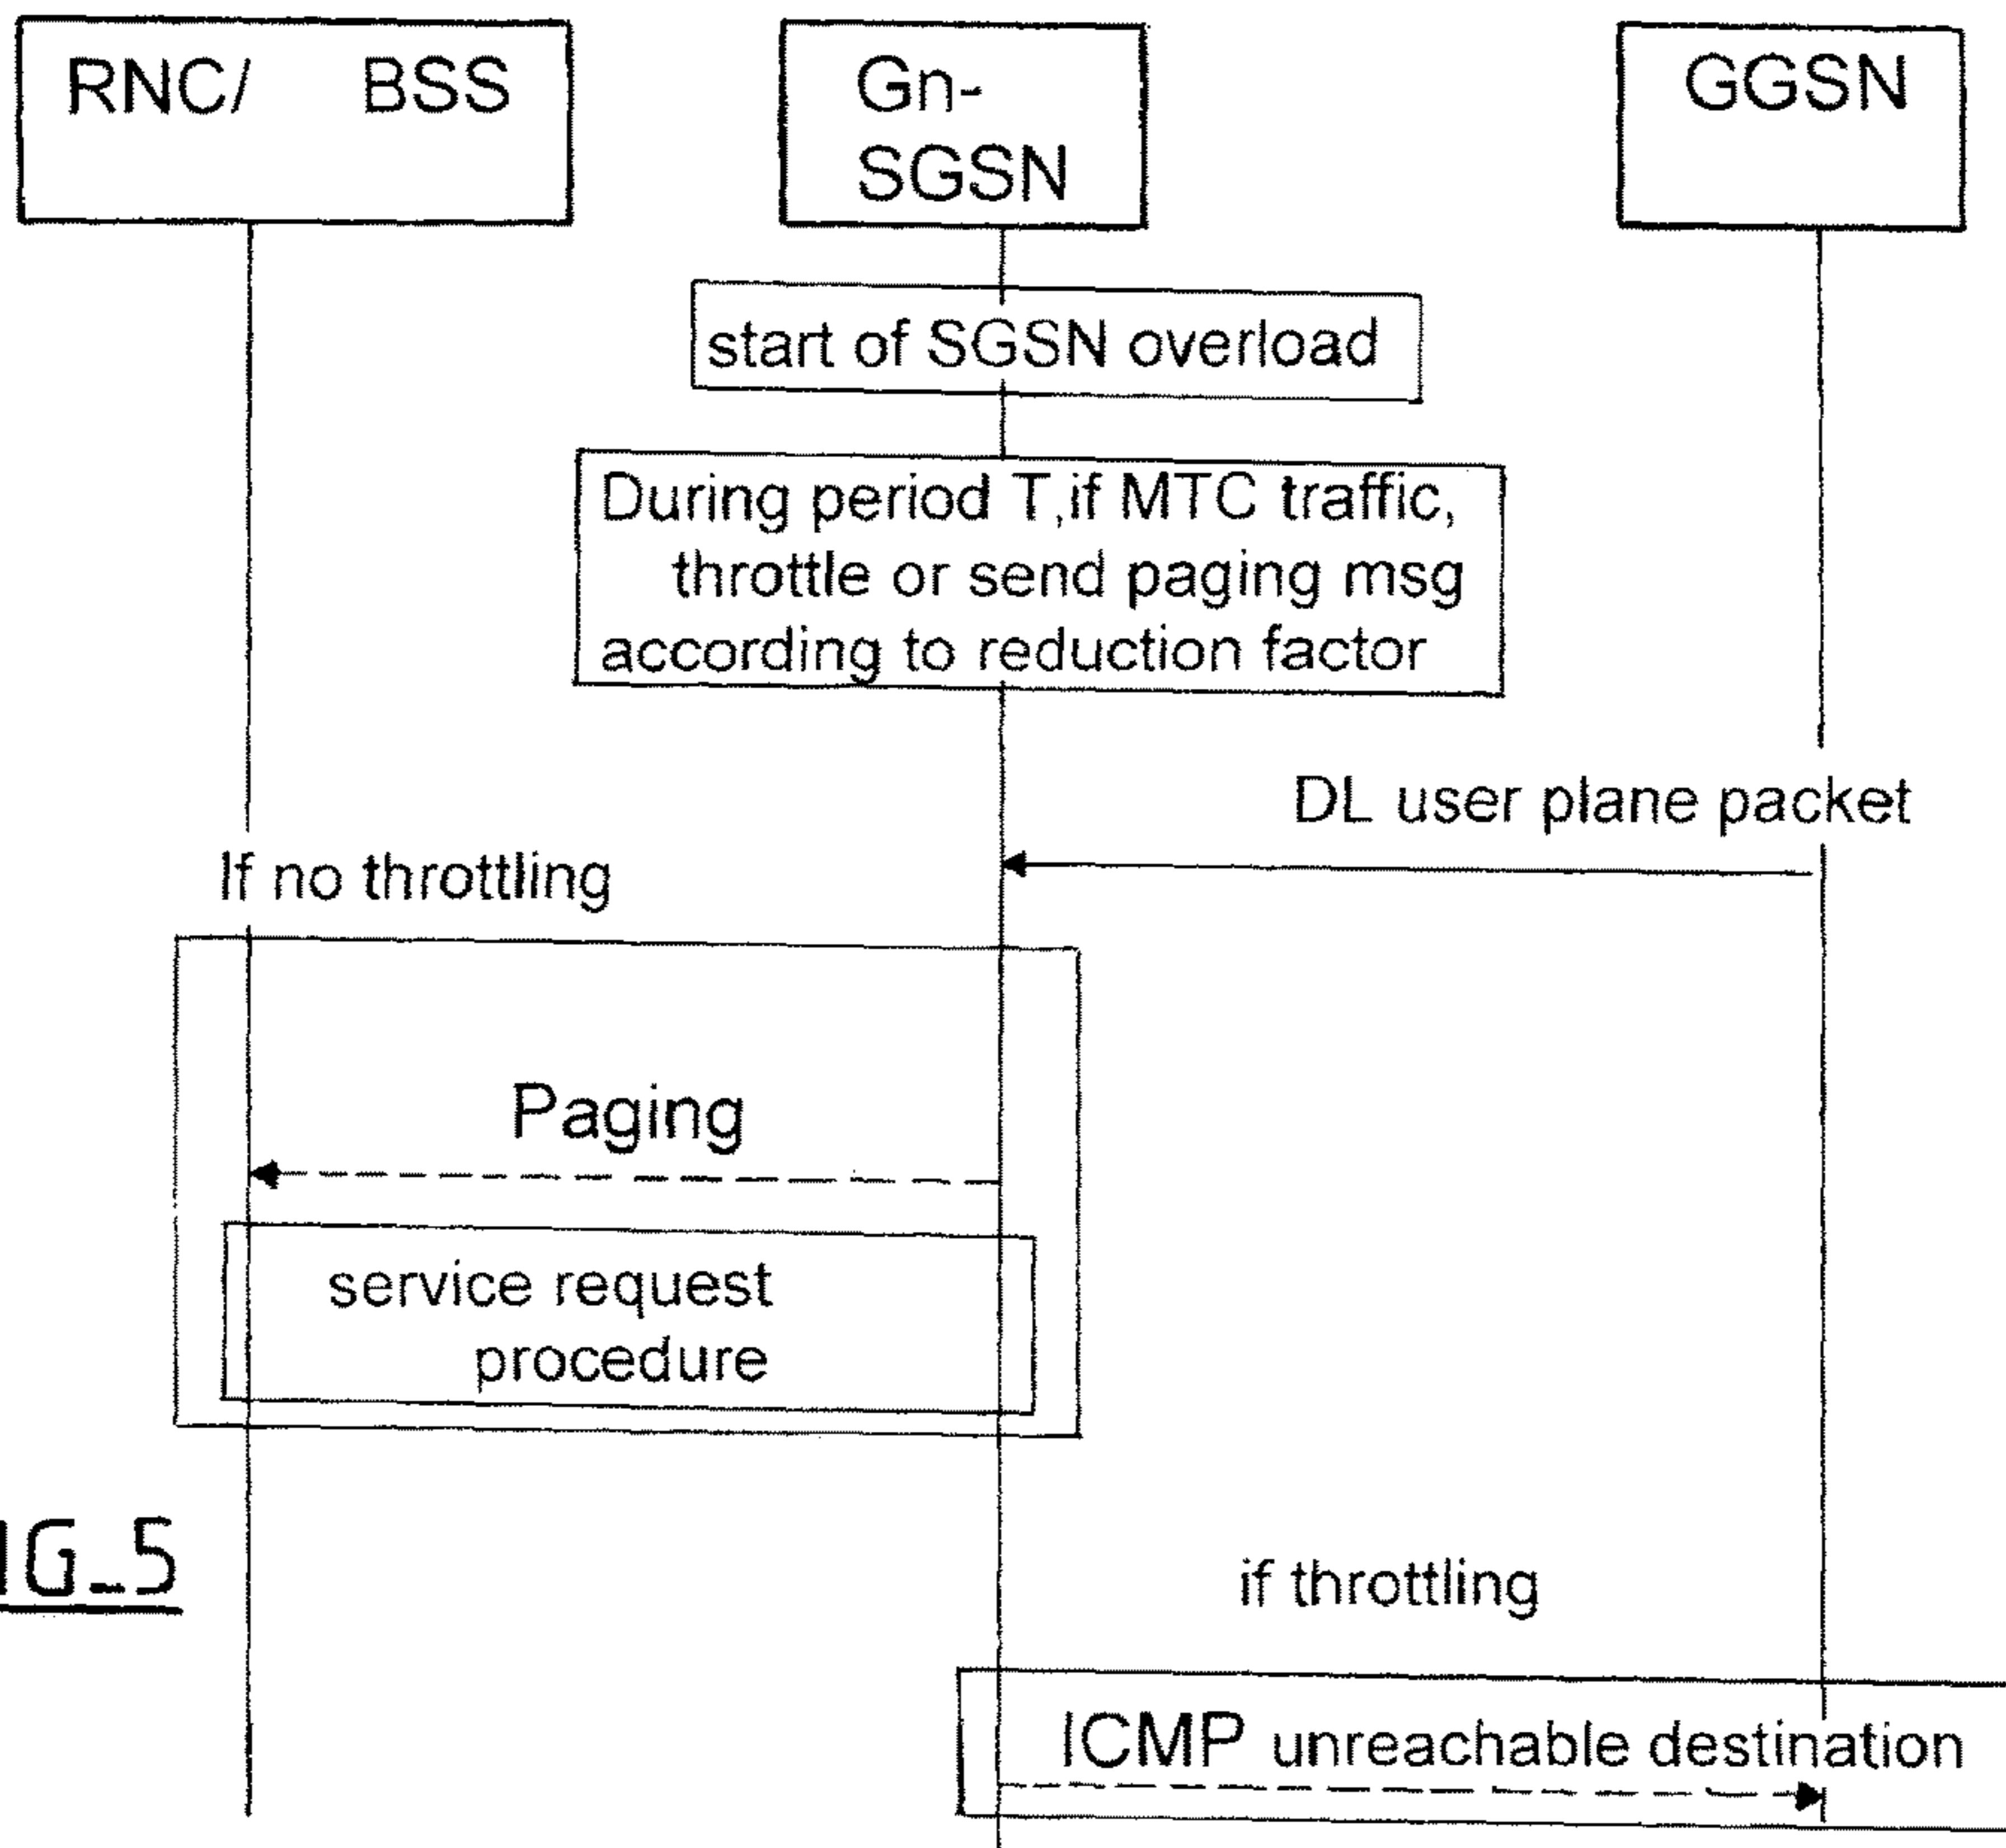 RNC/ BSS
Gn-
SGSN
GGSN
start of SGSN overload
During period T,if MTC traffic,
throttle or send paging msg
according to reduction factor
DL user plane packet
If no throttling
Paging
service request
procedure
IG_5
if throttling
ICMP unreachable destination